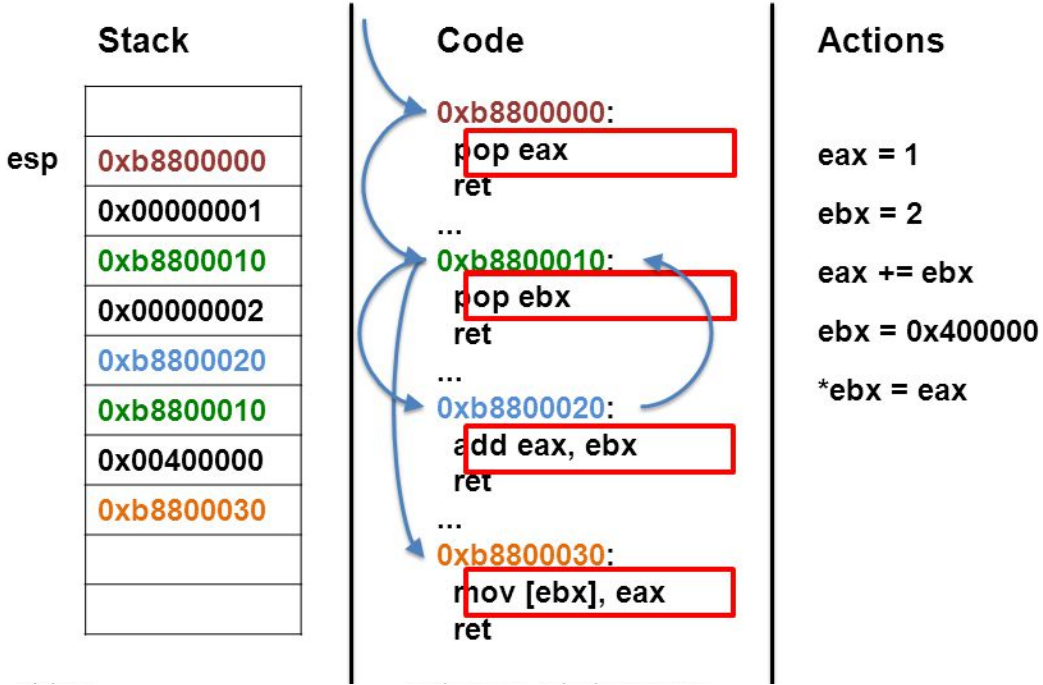 Stack
esp
0xb8800000
0x00000001
0xb8800010
0x00000002
0xb8800020
0xb8800010
0x00400000
0xb8800030
Code
0xb8800000:
pop eax
ret
...
0xb8800010:
pop ebx
ret
...
0xb8800020:
add eax, ebx
ret
...
0xb8800030:
mov [ebx], eax
ret
Actions
eax = 1
ebx = 2
eax += ebx
ebx = 0x400000
*ebx = eax